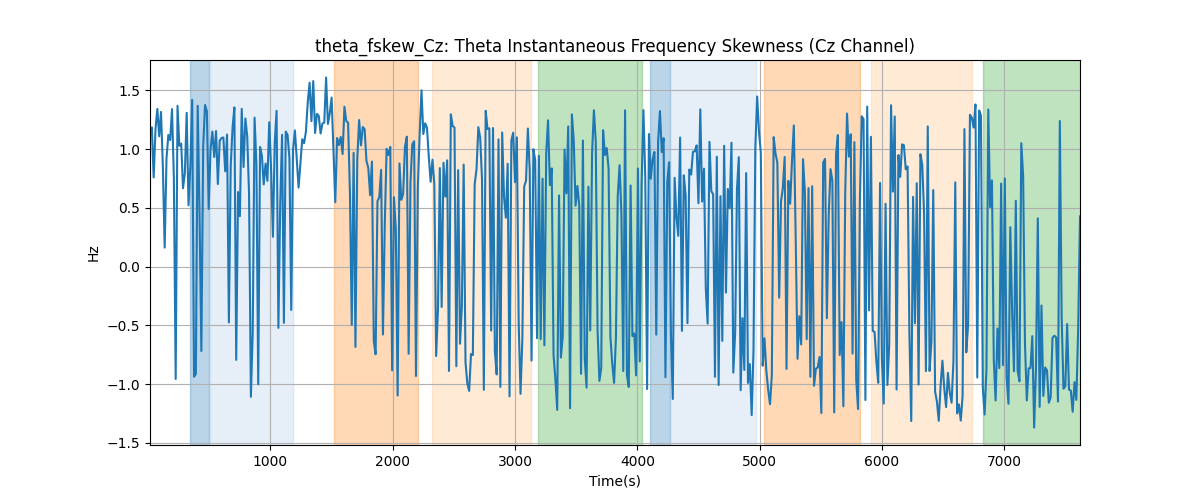 theta_fskew_Cz: Theta Instantaneous Frequency Skewness (Cz Channel)
1.5
1.0
0.5
0.0
−0.5
−1.0
−1.5
Hz
1000 2000 3000 4000 5000 6000 7000
Time(s)